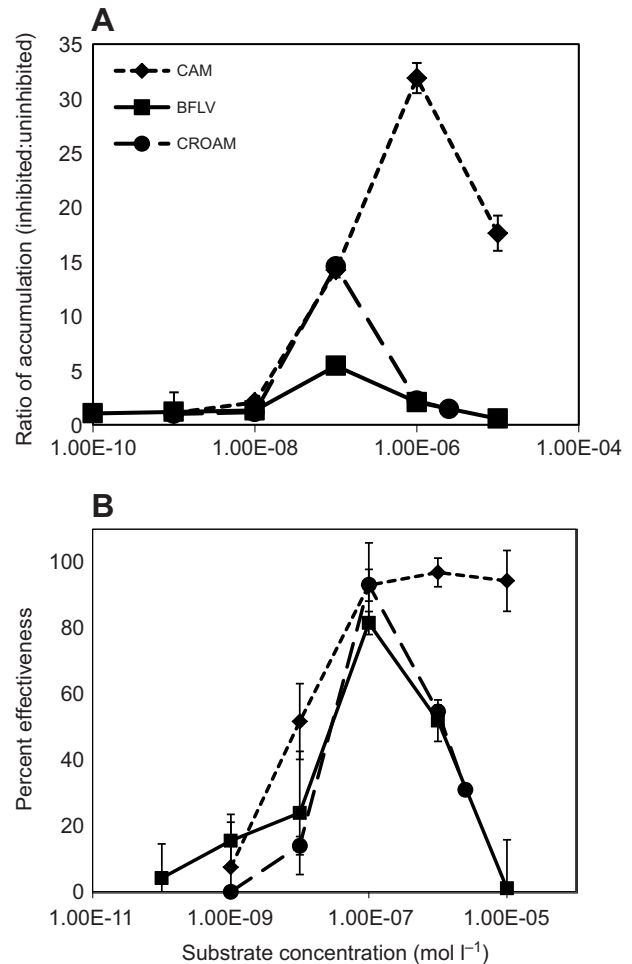 A
35
30
25
20
15
10
5
0
Ratio of accumulation (inhibited:uninhibited)
CAM
BFLV
CROAM
1.00E-10 1.00E-08 1.00E-06 1.00E-04
B
100
80
60
40
20
0
Percent effectiveness
1.00E-11 1.00E-09 1.00E-07 1.00E-05
Substrate concentration (mol l⁻¹)